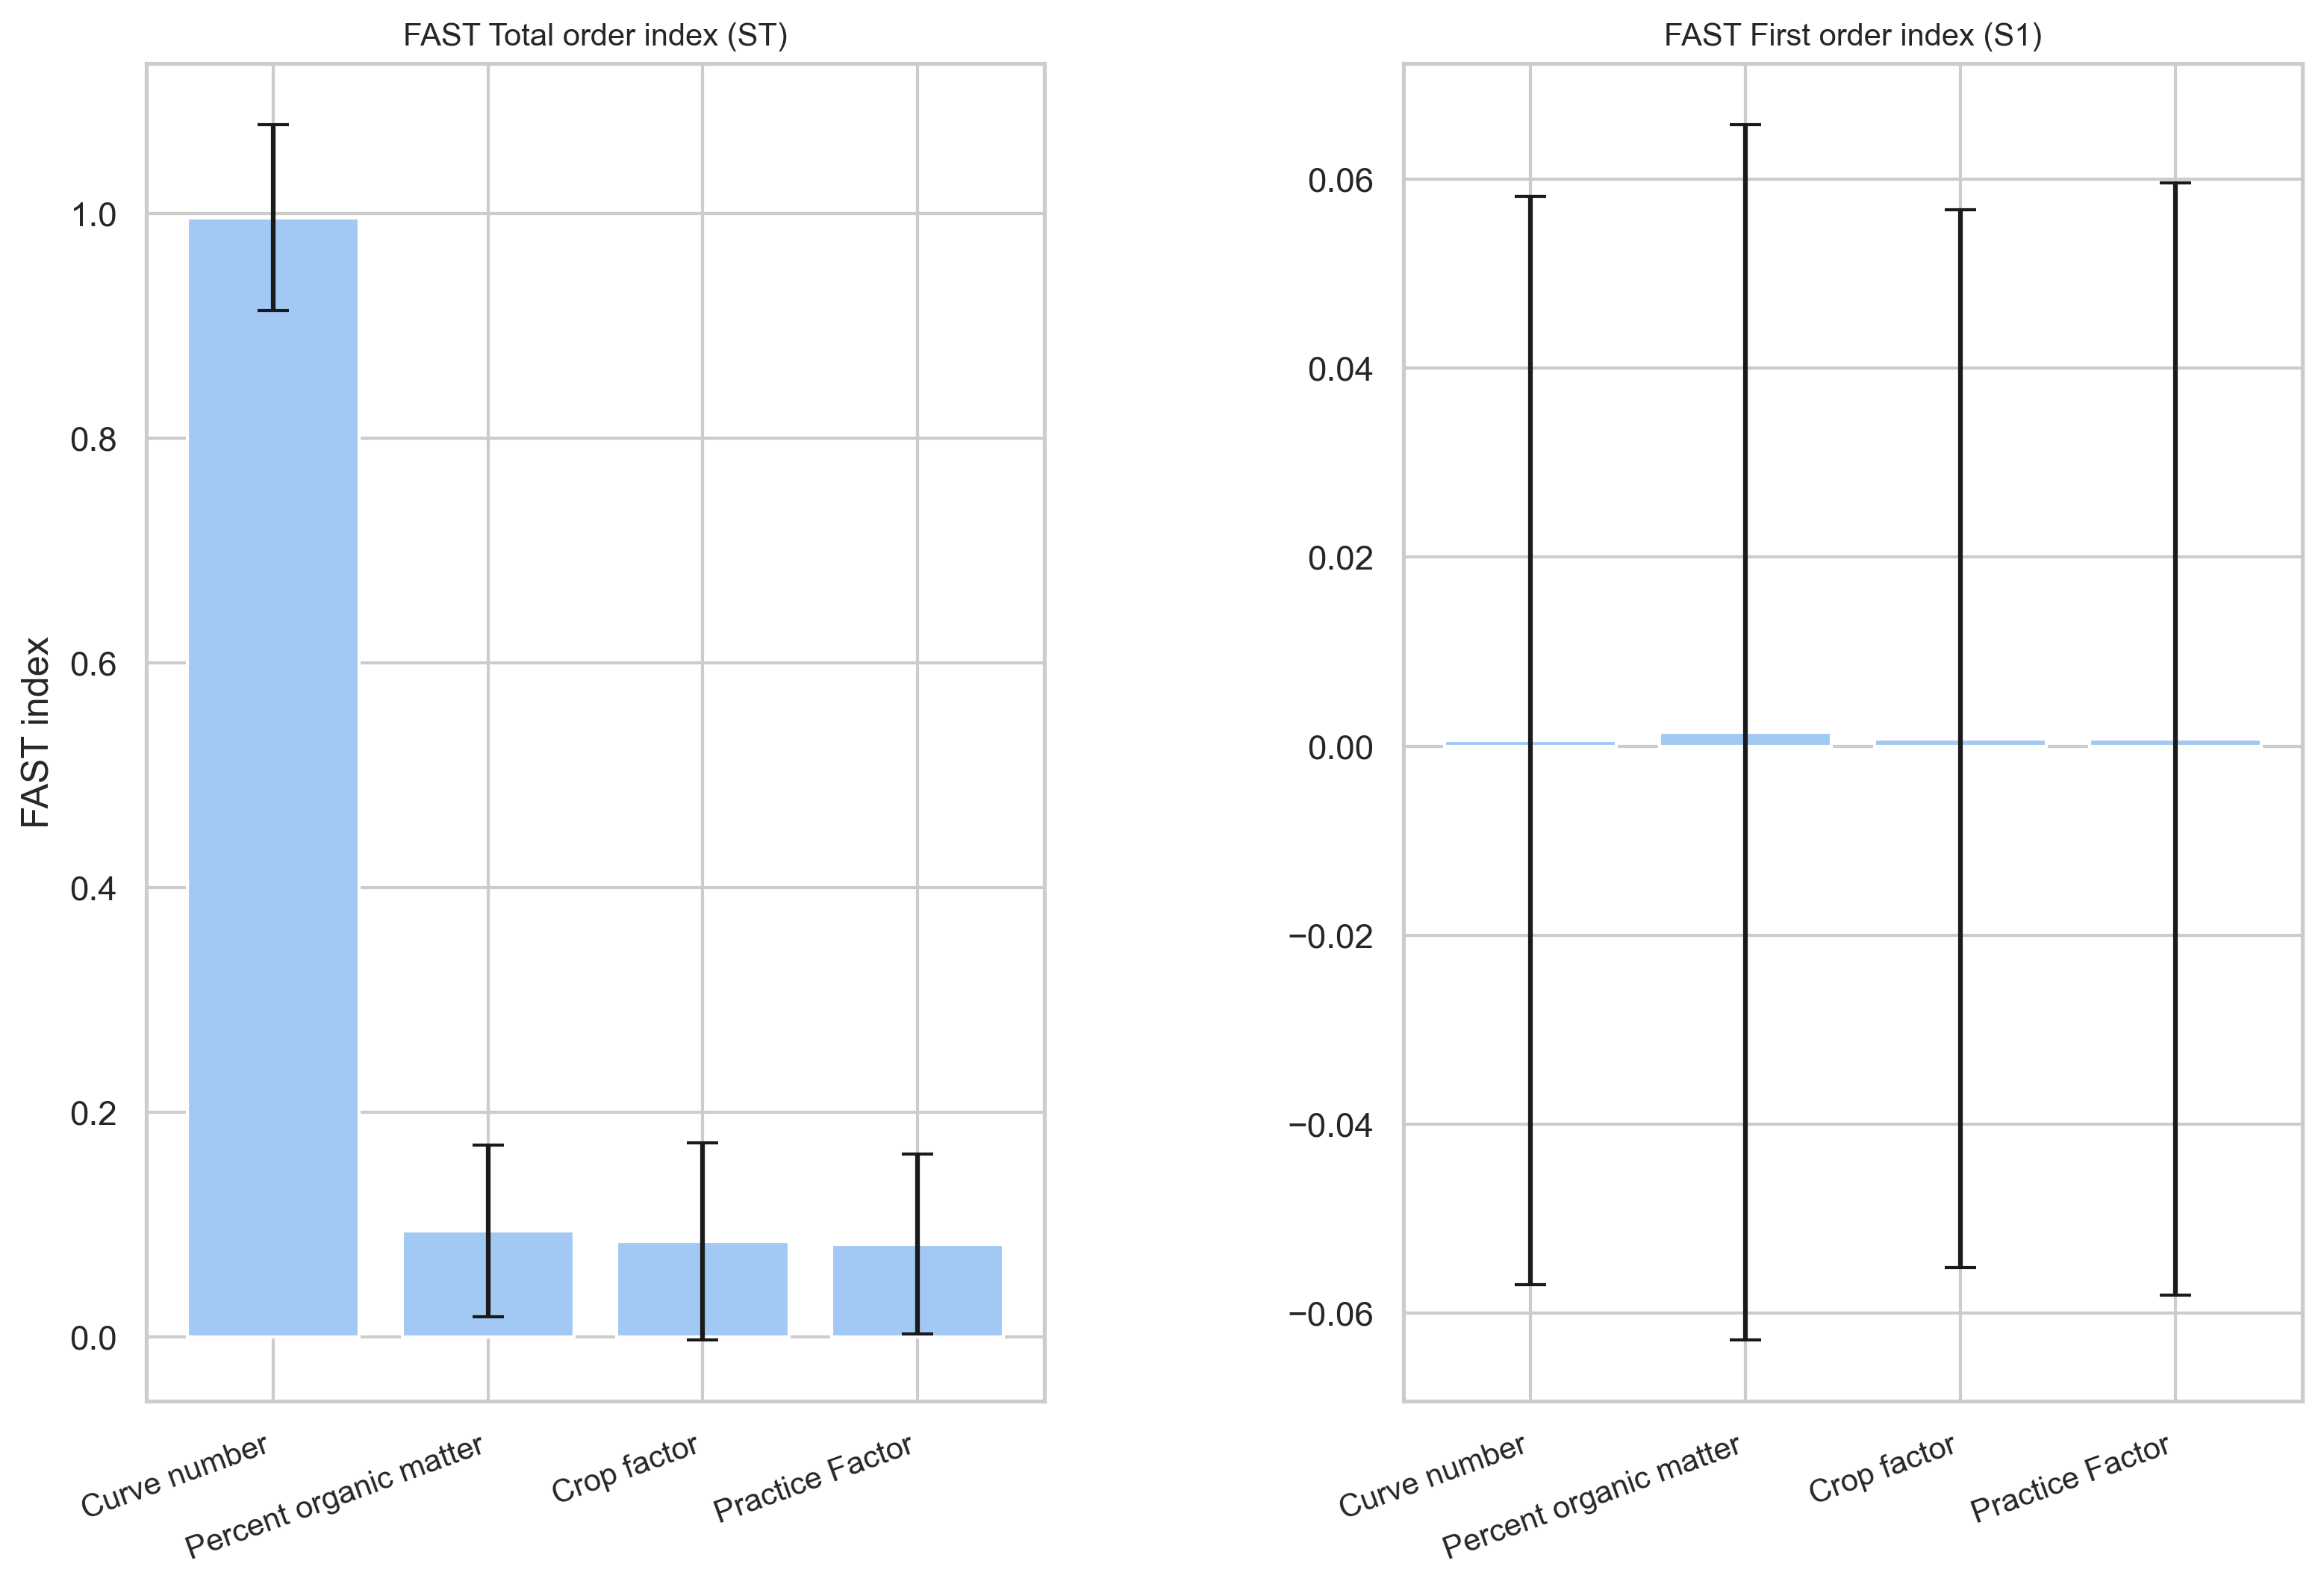 FAST Total order index (ST)
FAST index
1.0
0.8
0.6
0.4
0.2
0.0
Curve number
Percent organic matter
Crop factor
Practice Factor
FAST First order index (S1)
0.06
0.04
0.02
0.00
−0.02
−0.04
−0.06
Curve number
Percent organic matter
Crop factor
Practice Factor